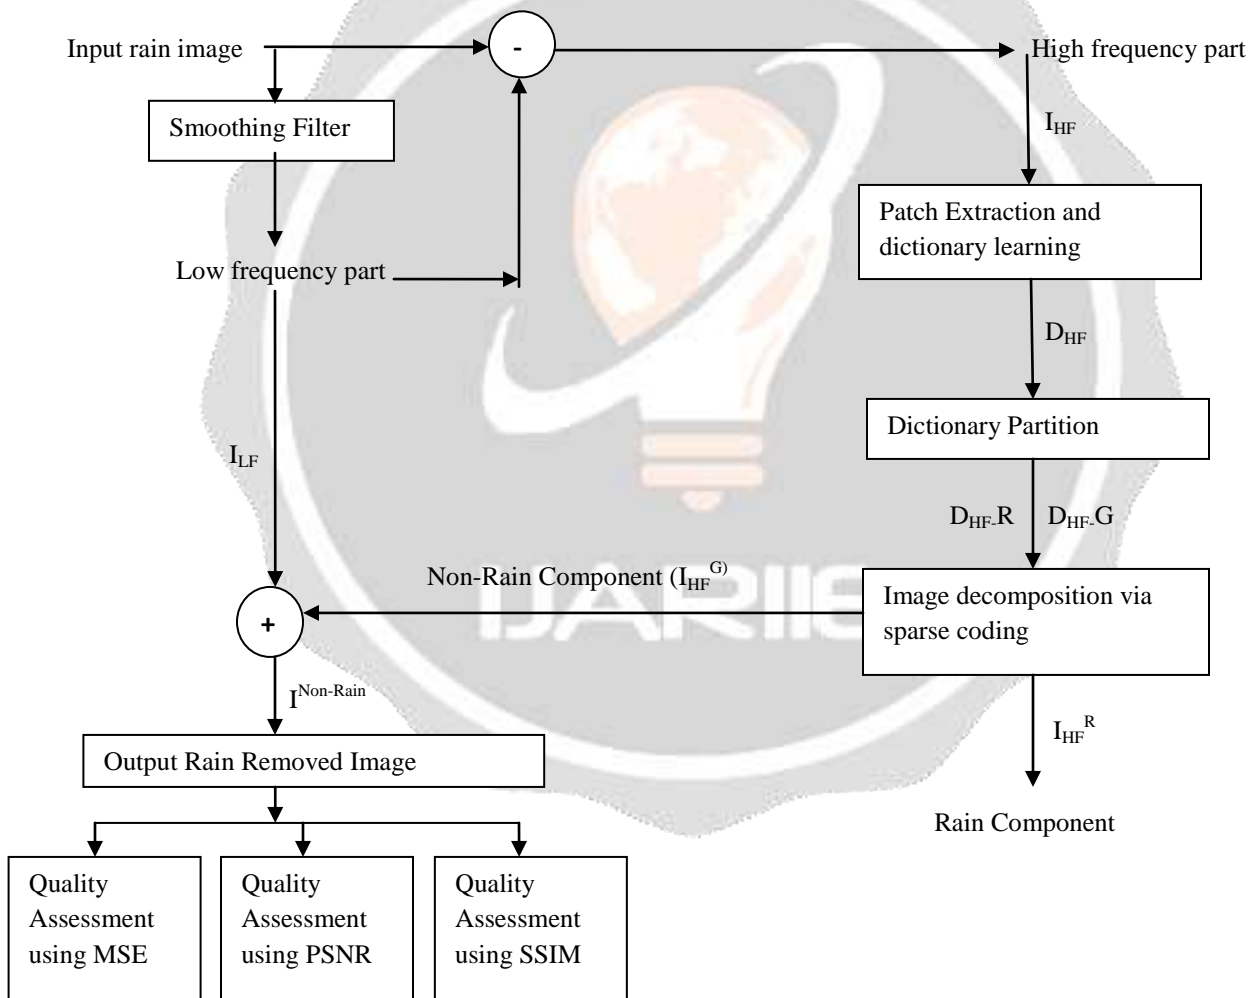 Input rain image
-
High frequency part
Smoothing Filter
I_HF
Patch Extraction and
dictionary learning
Low frequency part
D_HF
Dictionary Partition
I_LF
D_HF-R D_HF-G
Non-Rain Component (I_HF^G)
Image decomposition via
sparse coding
IJARIIE
+
I^Non-Rain
I_HF^R
Output Rain Removed Image
Rain Component
Quality
Assessment
using MSE
Quality
Assessment
using PSNR
Quality
Assessment
using SSIM